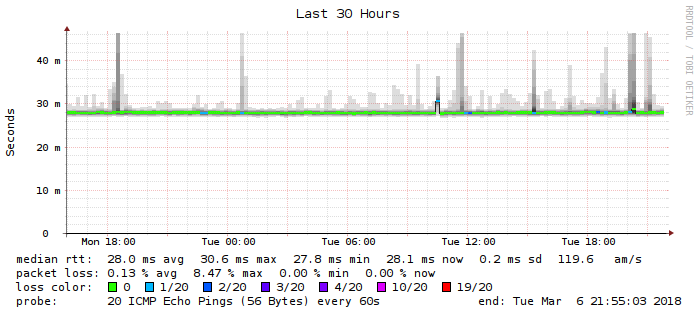 Last 30 Hours
RRDTOOL / TOBI OETIKER
Seconds
40 m
30 m
20 m
10 m
0
Mon 18:00 Tue 00:00 Tue 06:00 Tue 12:00 Tue 18:00
median rtt: 28.0 ms avg 30.6 ms max 27.8 ms min 28.1 ms now 0.2 ms sd 119.6 am/s
packet loss: 0.13 % avg 8.47 % max 0.00 % min 0.00 % now
loss color: 0 1/20 2/20 3/20 4/20 10/20 19/20
probe: 20 ICMP Echo Pings (56 Bytes) every 60s end: Tue Mar 6 21:55:03 2018